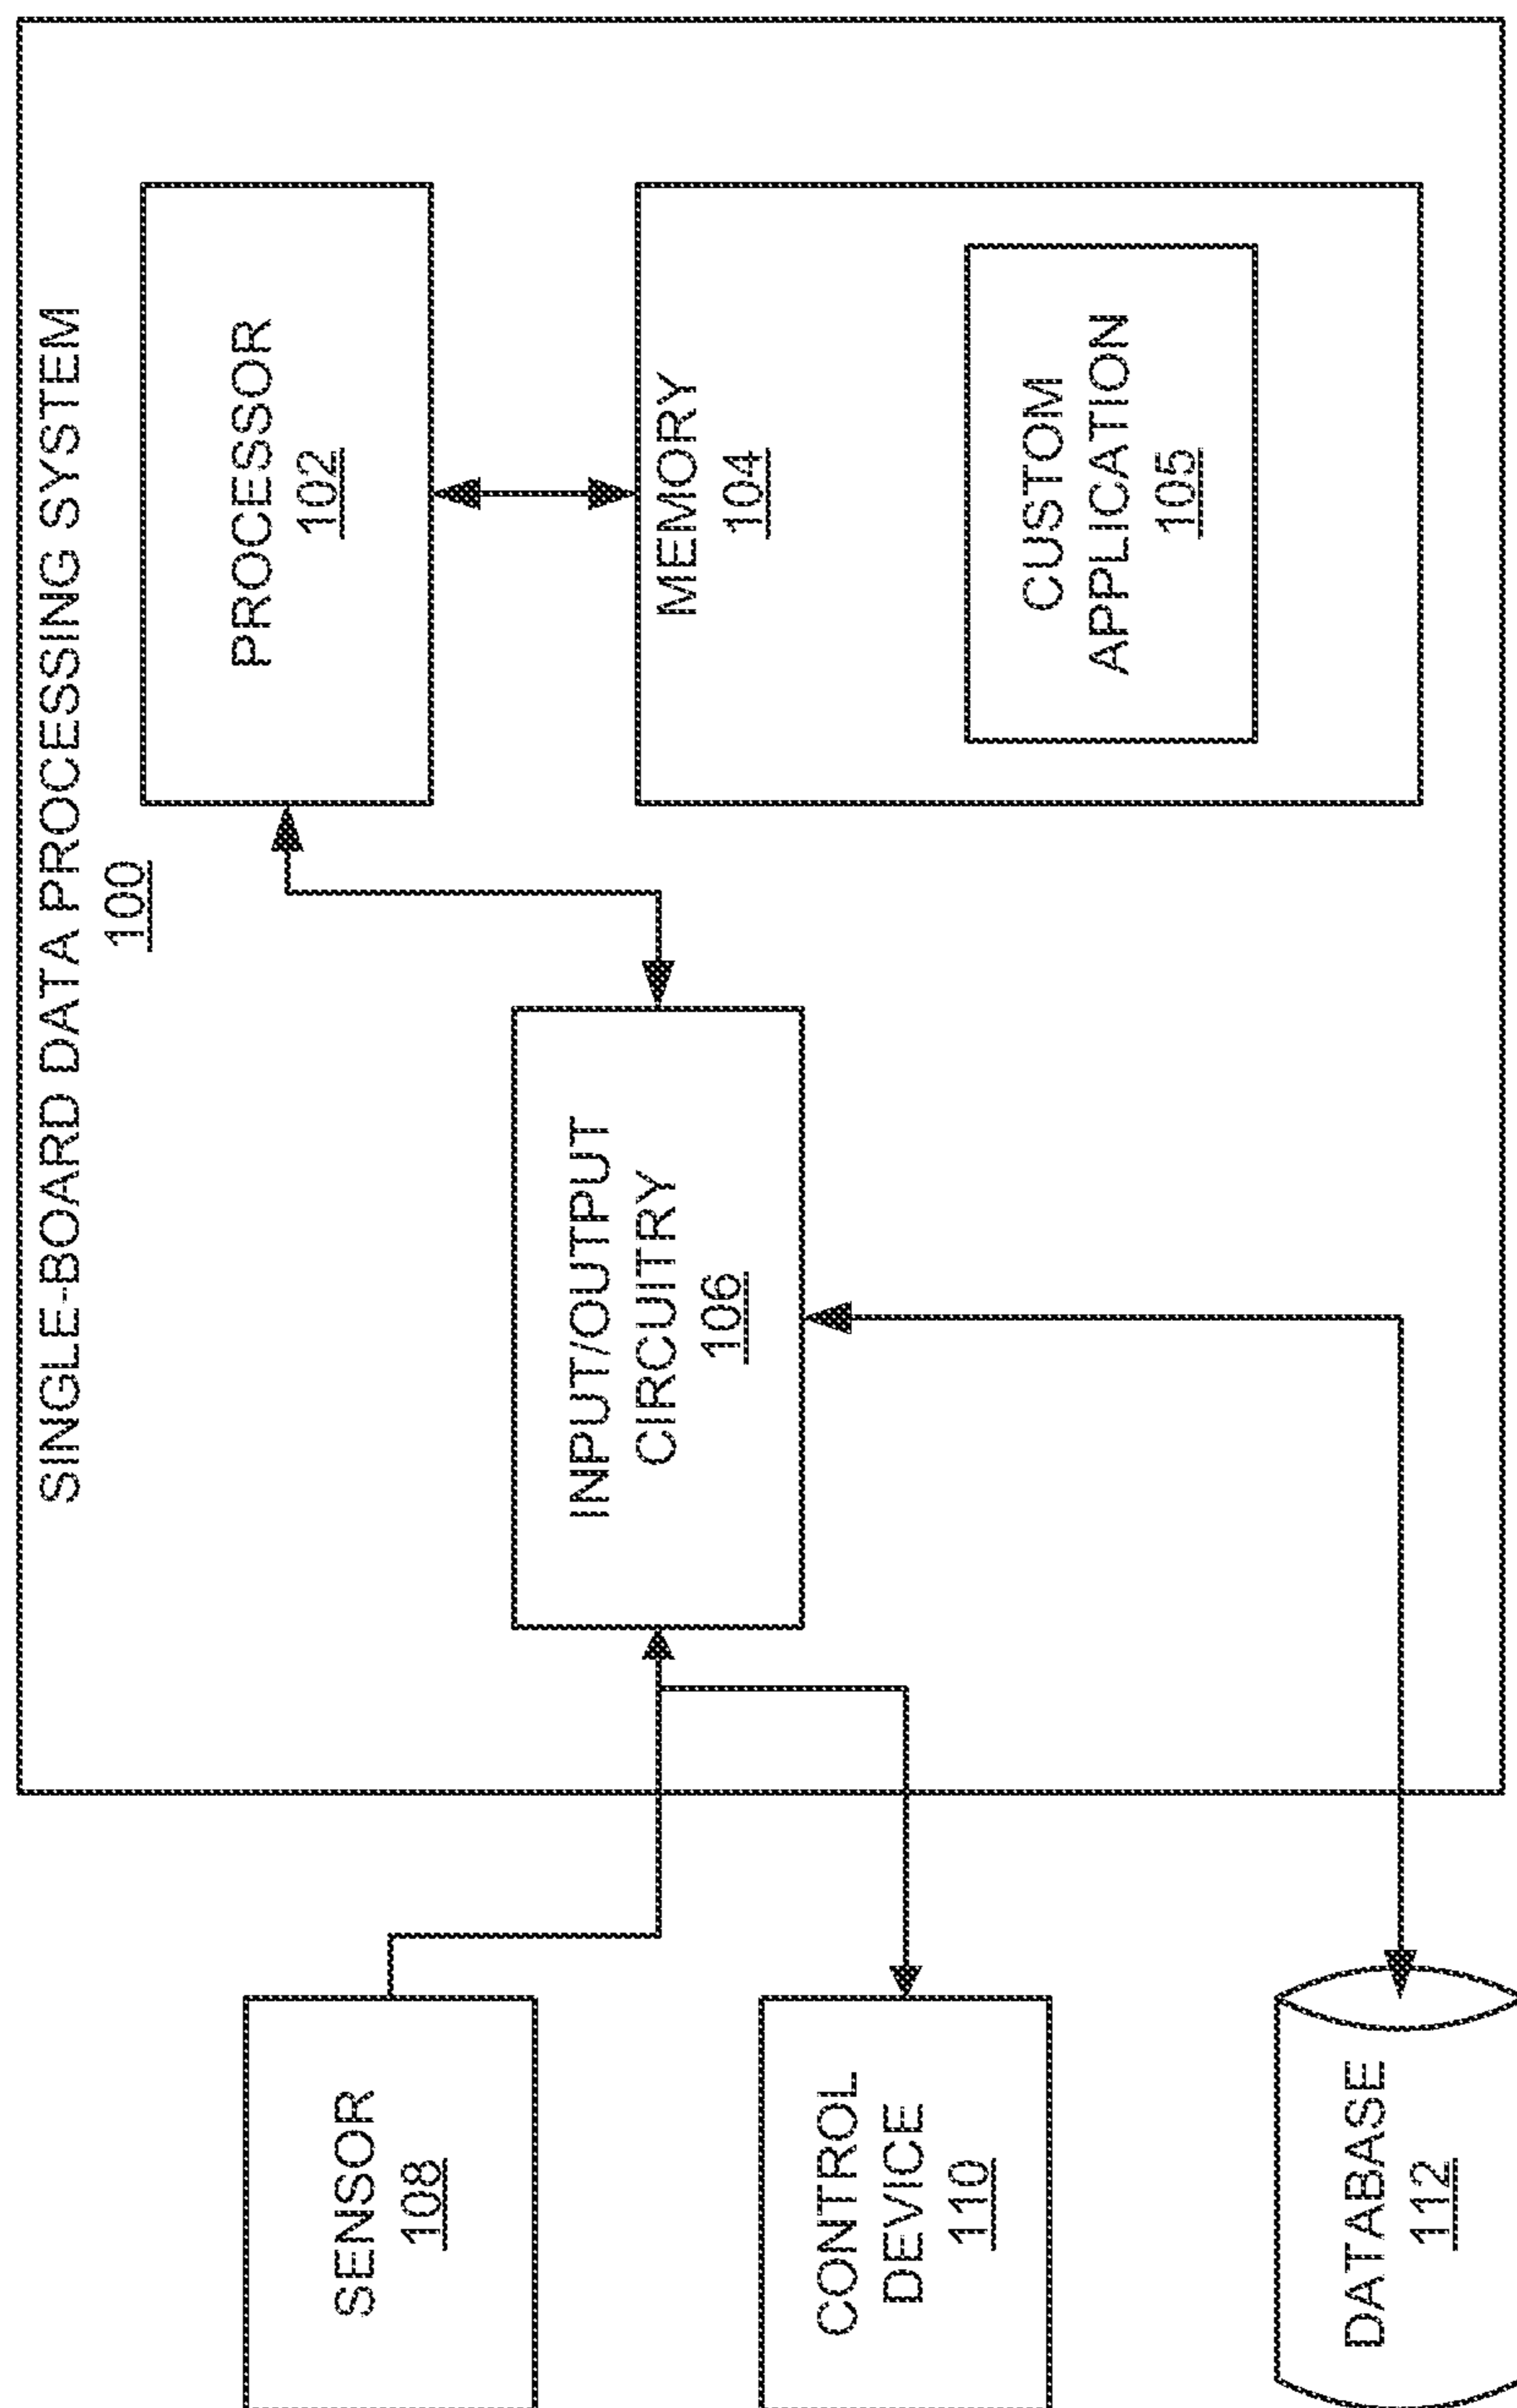 SINGLE-BOARD DATA PROCESSING SYSTEM
100
SENSOR
108
CONTROL
DEVICE
110
DATABASE
112
INPUT/OUTPUT
CIRCUITRY
106
PROCESSOR
102
MEMORY
104
CUSTOM
APPLICATION
105